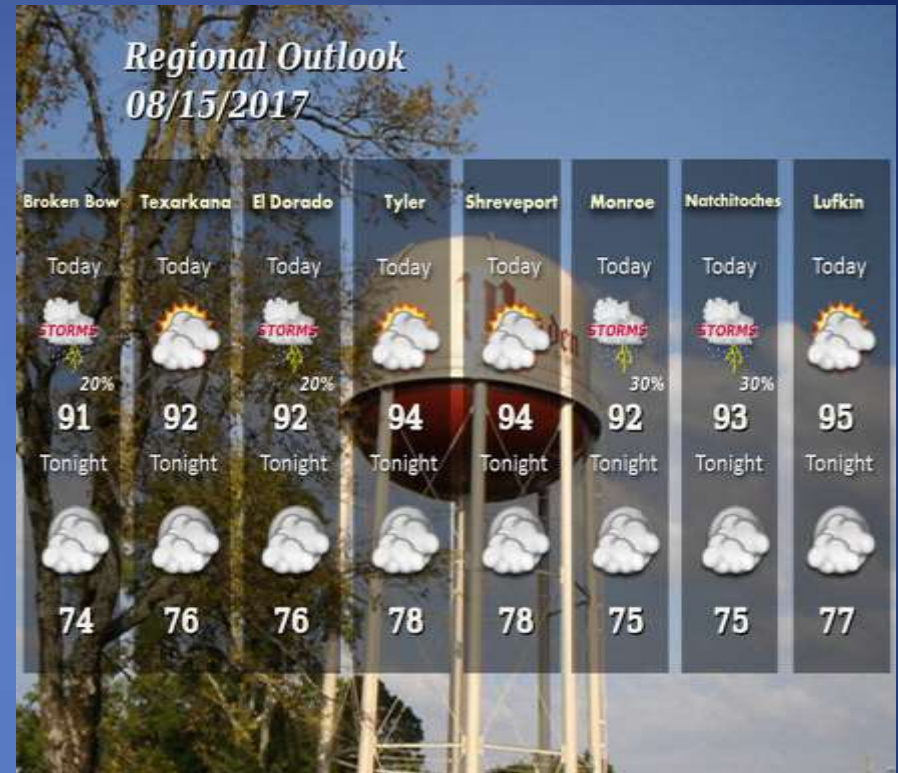 Regional Outlook
08/15/2017
Broken Bow Texarkana El Dorado Tyler Shreveport Monroe Natchitoches Lufkin
Today Today Today Today Today Today Today Today
STORMS STORMS STORMS STORMS
20% 20% 30% 30%
91 92 92 94 94 92 93 95
Tonight Tonight Tonight Tonight Tonight Tonight Tonight Tonight
74 76 76 78 78 75 75 77